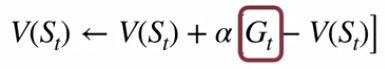 V(S_t) ← V(S_t) + α G_t − V(S_t)]